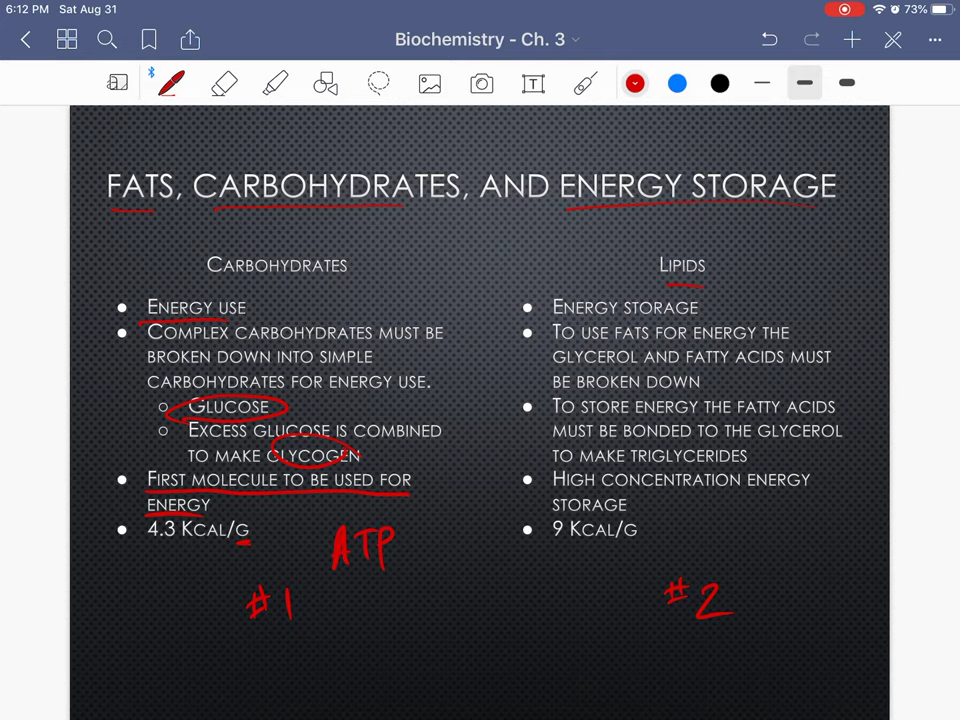 6:12 PM Sat Aug 31
73%
Biochemistry - Ch. 3
T
FATS, CARBOHYDRATES, AND ENERGY STORAGE
CARBOHYDRATES
● ENERGY USE
● COMPLEX CARBOHYDRATES MUST BE
BROKEN DOWN INTO SIMPLE
CARBOHYDRATES FOR ENERGY USE.
○ GLUCOSE
○ EXCESS GLUCOSE IS COMBINED
TO MAKE GLYCOGEN
● FIRST MOLECULE TO BE USED FOR
ENERGY
● 4.3 KCAL/G
ATP
#1
LIPIDS
● ENERGY STORAGE
● TO USE FATS FOR ENERGY THE
GLYCEROL AND FATTY ACIDS MUST
BE BROKEN DOWN
● TO STORE ENERGY THE FATTY ACIDS
MUST BE BONDED TO THE GLYCEROL
TO MAKE TRIGLYCERIDES
● HIGH CONCENTRATION ENERGY
STORAGE
● 9 KCAL/G
#2